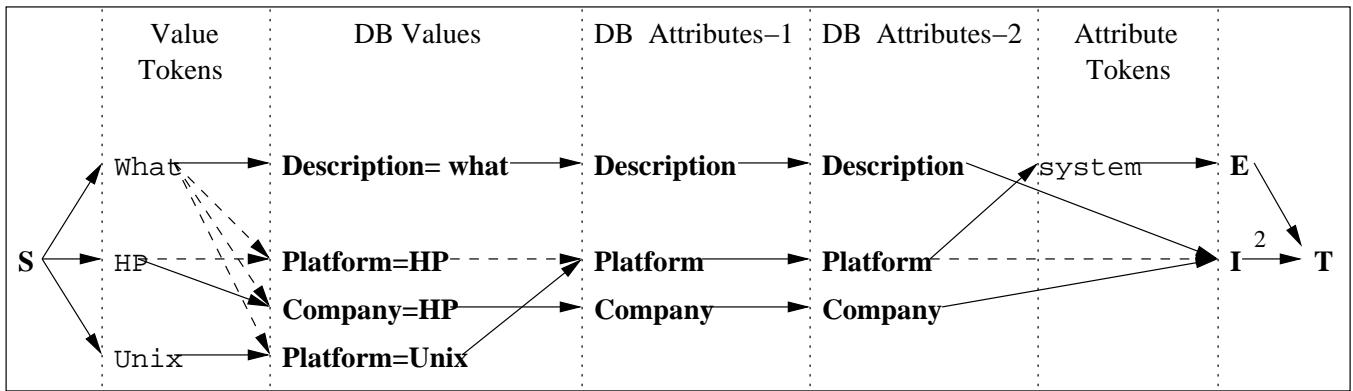 Value Tokens DB Values DB Attributes−1 DB Attributes−2 Attribute Tokens
What Description= what Description Description system E
2
S HP Platform=HP Platform Platform I T
Company=HP Company Company
Unix Platform=Unix